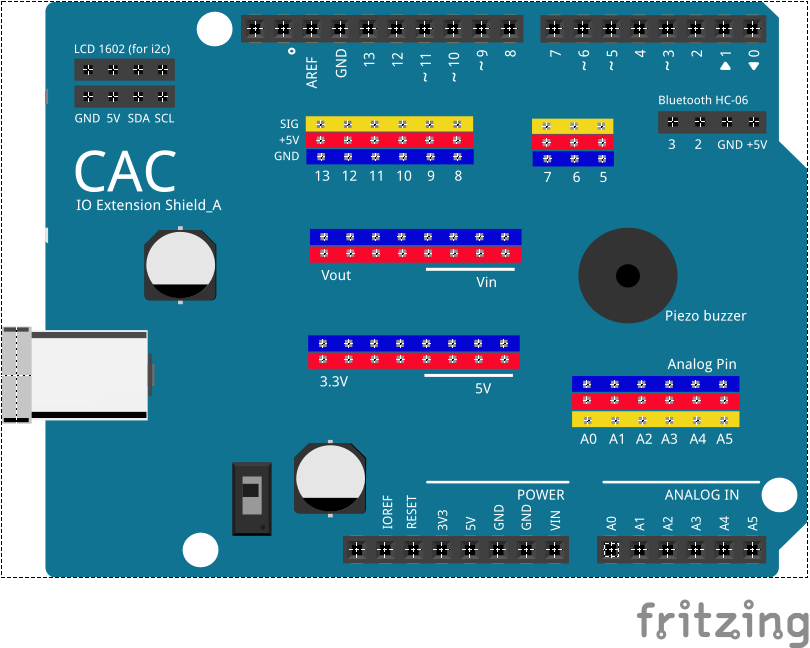 LCD 1602 (for i2c)
GND 5V SDA SCL
AREF GND 13 12 ~11 ~10 ~9 8
7 ~6 ~5 4 ~3 2 ▲1 ▼0
Bluetooth HC-06
3 2 GND +5V
SIG
+5V
GND
13 12 11 10 9 8
7 6 5
CAC
IO Extension Shield_A
Vout
Vin
Piezo buzzer
3.3V
5V
Analog Pin
A0 A1 A2 A3 A4 A5
POWER
IOREF RESET 3V3 5V GND GND VIN
ANALOG IN
A0 A1 A2 A3 A4 A5
fritzing